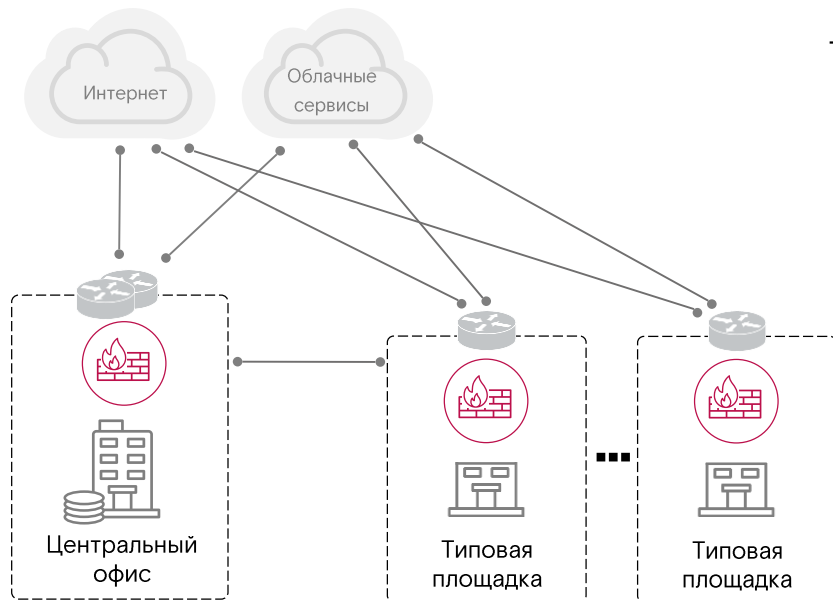 Интернет
Облачные
сервисы
Центральный
офис
Типовая
площадка
Типовая
площадка